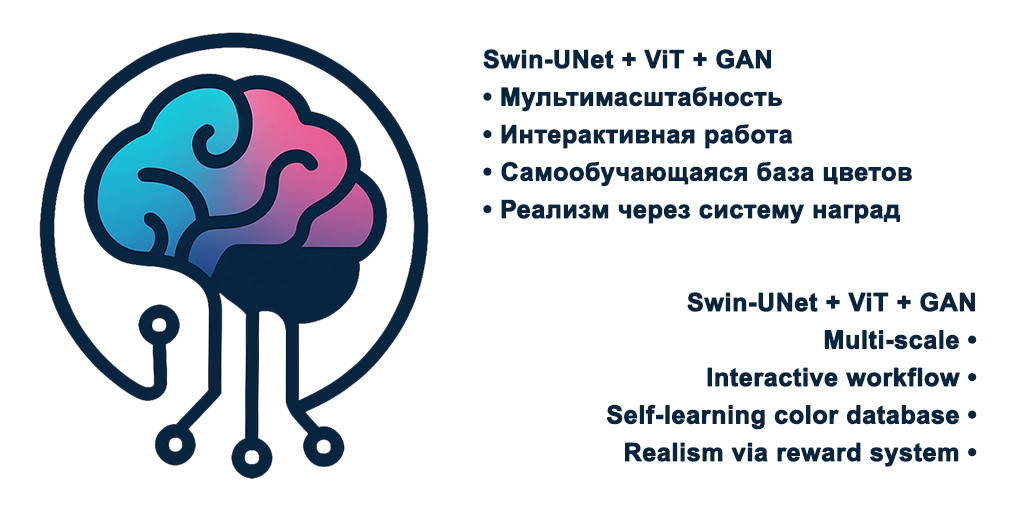 Swin-UNet + ViT + GAN
• Мультимасштабность
• Интерактивная работа
• Самообучающаяся база цветов
• Реализм через систему наград
Swin-UNet + ViT + GAN
Multi-scale •
Interactive workflow •
Self-learning color database •
Realism via reward system •